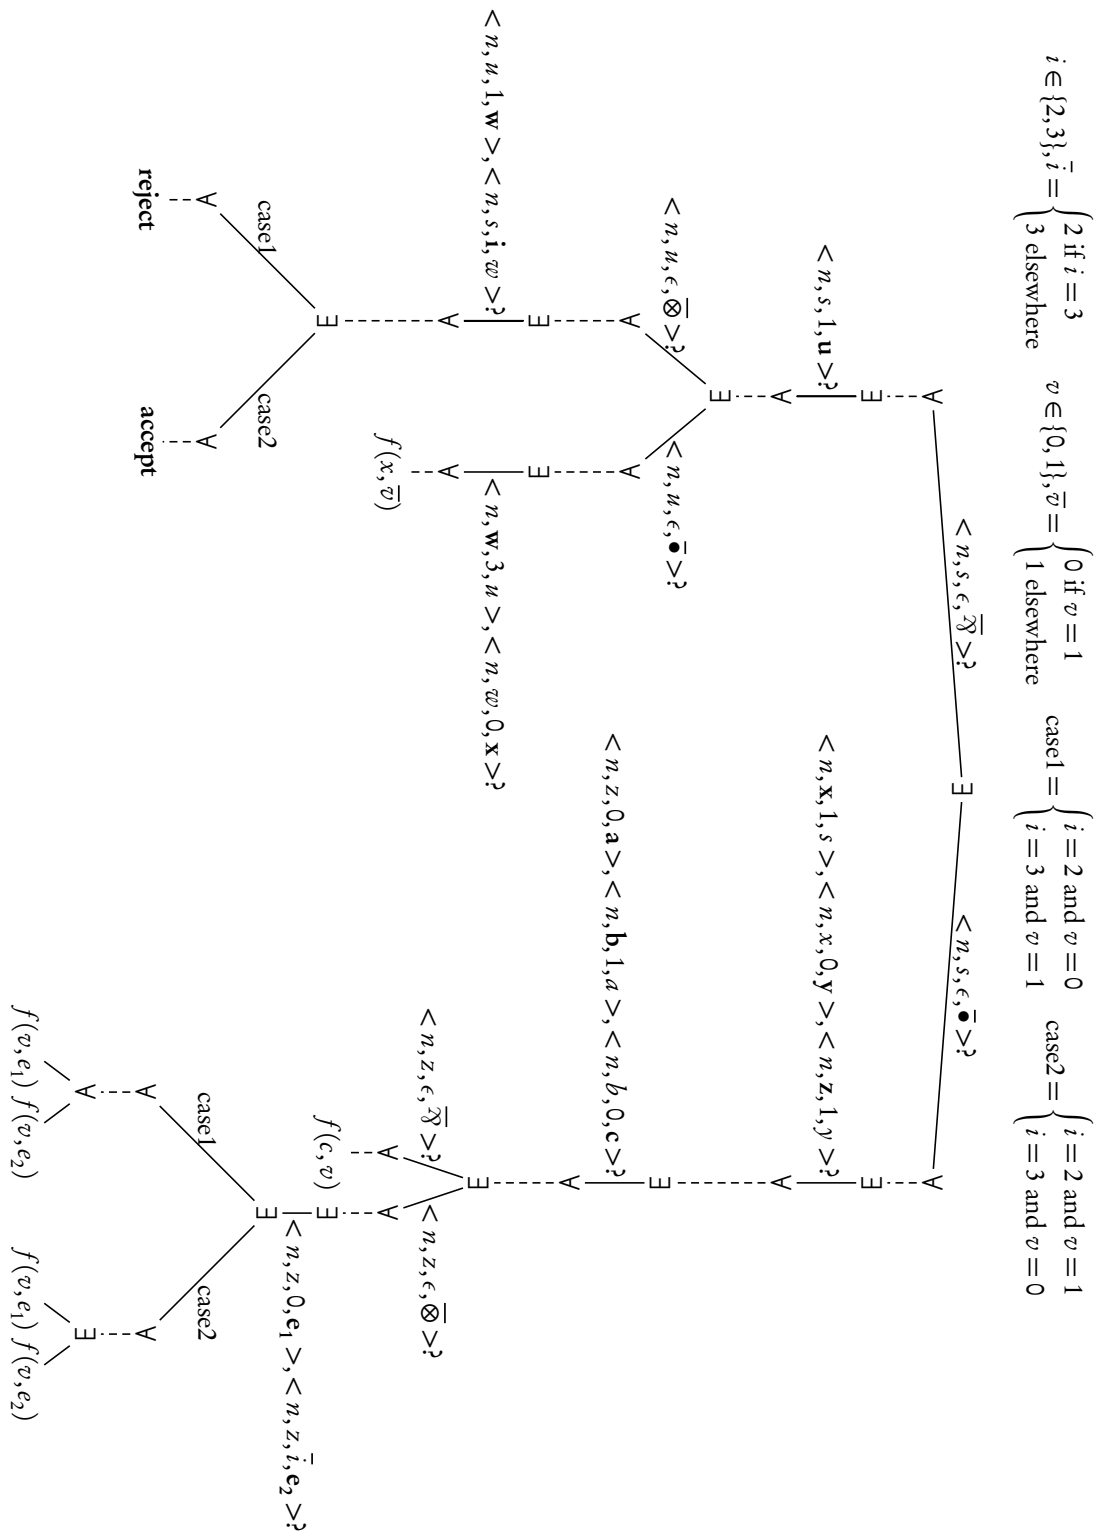 i ∈ {2,3}, i̅ = { 2 if i = 3
3 elsewhere
v ∈ {0,1}, v̅ = { 0 if v = 1
1 elsewhere
case1 = { i = 2 and v = 0
i = 3 and v = 1
case2 = { i = 2 and v = 1
i = 3 and v = 0
E
< n, s, ϵ, ⅋̅ >?
< n, s, ϵ, •̅ >?
A
E
< n, s, 1, u >?
A
E
< n, u, ϵ, ⊗̅ >?
< n, u, ϵ, •̅ >?
A A
E E
< n, u, 1, w >, < n, s, i, w >?
< n, w, 3, u >, < n, w, 0, x >?
A A
f(x, v̅)
E
case1 case2
A A
reject accept
A
E
< n, x, 1, s >, < n, x, 0, y >, < n, z, 1, y >?
A
E
< n, z, 0, a >, < n, b, 1, a >, < n, b, 0, c >?
A
E
< n, z, ϵ, ⅋̅ >?
< n, z, ϵ, ⊗̅ >?
A A
f(c, v)
E
< n, z, 0, e₁ >, < n, z, i̅, e₂ >?
E
case1 case2
A A
A E
f(v, e₁) f(v, e₂)
f(v, e₁) f(v, e₂)